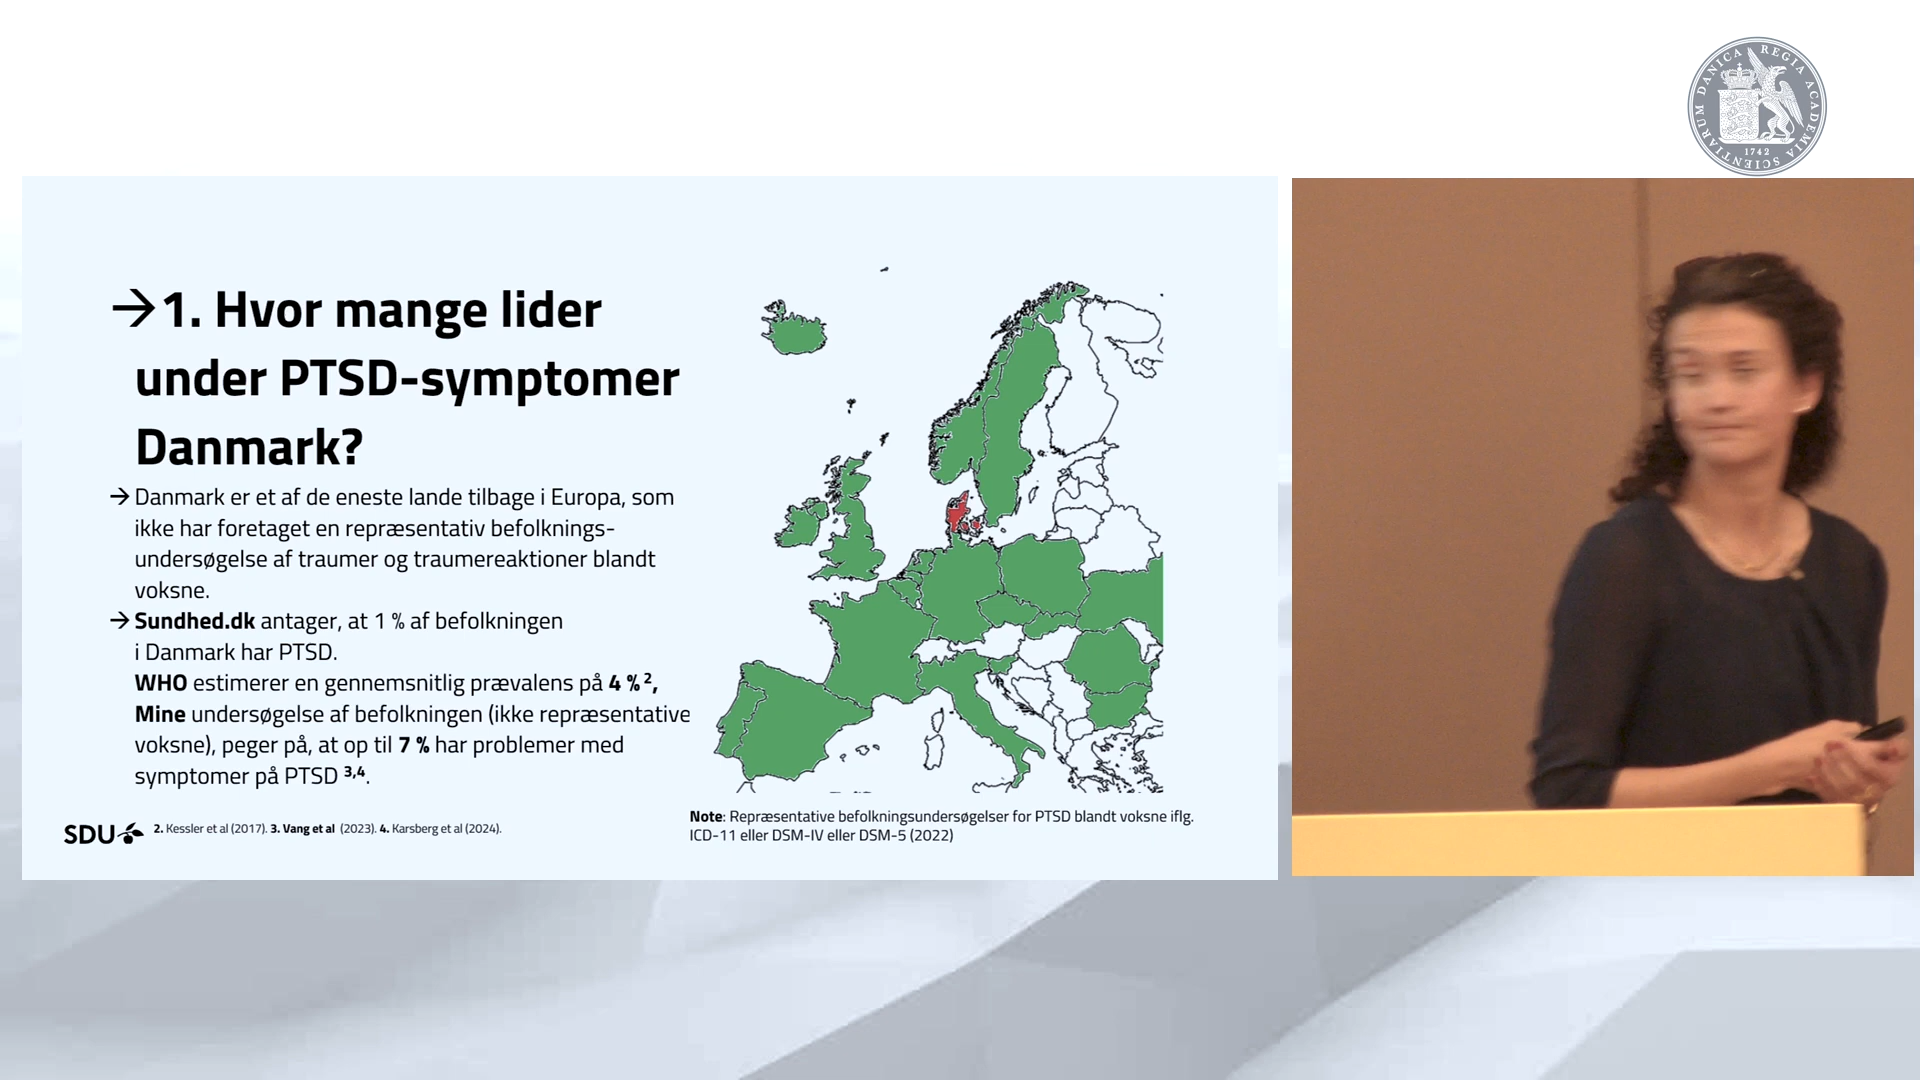 REGIA ACADEMIA SCIENTIARUM DANICA
1742
→1. Hvor mange lider
under PTSD-symptomer
Danmark?
→ Danmark er et af de eneste lande tilbage i Europa, som
ikke har foretaget en repræsentativ befolknings-
undersøgelse af traumer og traumereaktioner blandt
voksne.
→ Sundhed.dk antager, at 1 % af befolkningen
i Danmark har PTSD.
WHO estimerer en gennemsnitlig prævalens på 4 % ²,
Mine undersøgelse af befolkningen (ikke repræsentative
voksne), peger på, at op til 7 % har problemer med
symptomer på PTSD ³,⁴.
Note: Repræsentative befolkningsundersøgelser for PTSD blandt voksne iflg.
ICD-11 eller DSM-IV eller DSM-5 (2022)
SDU
2. Kessler et al (2017). 3. Vang et al (2023). 4. Karsberg et al (2024).